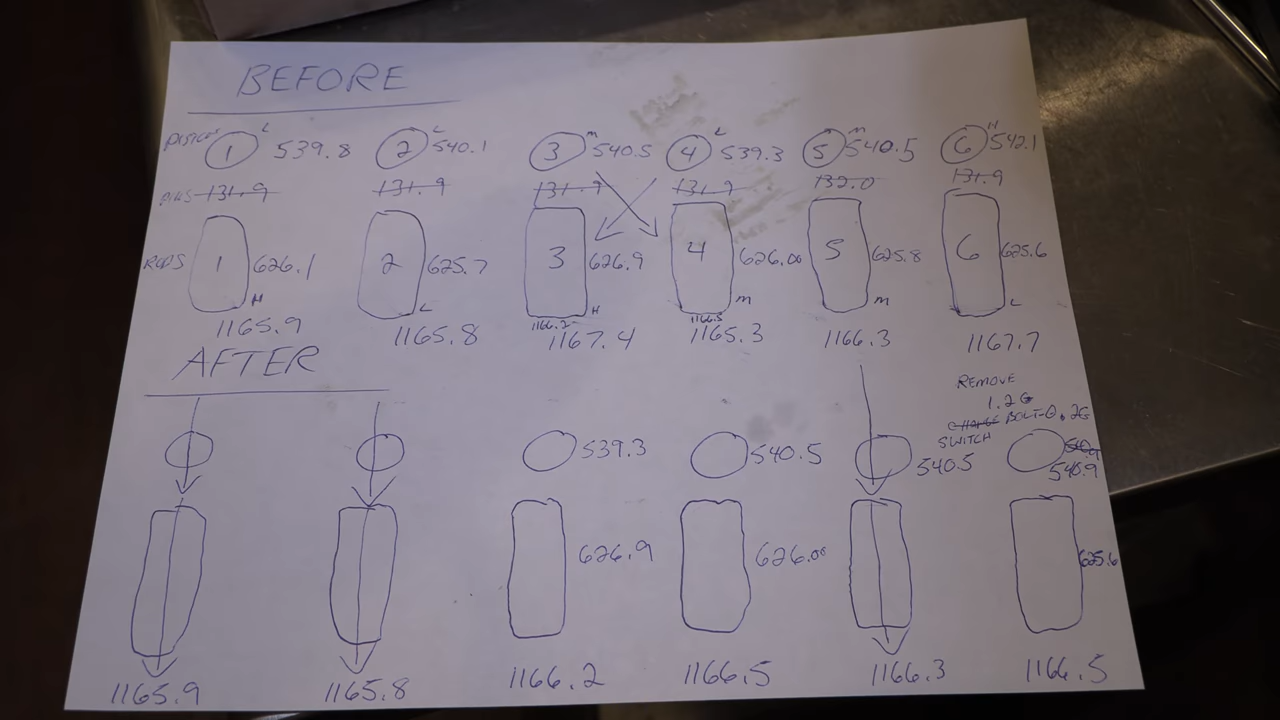 BEFORE
PISTON 1 L 539.8 2 L 540.1 3 M 540.5 4 L 539.3 5 M 540.5 6 H 542.1
PINS 131.9 131.9 131.9 131.9 132.0 131.9
RODS 1 626.1 2 625.7 3 626.9 4 626.00 5 625.8 6 625.6
H L H M M L
1166.2 1166.5
1165.9 1165.8 1167.4 1165.3 1166.3 1167.7
AFTER
REMOVE
1.2G
CHANGE BOLT-0.2G
SWITCH
539.3 540.5 540.5 540.9
626.9 626.00 625.6
1165.9 1165.8 1166.2 1166.5 1166.3 1166.5